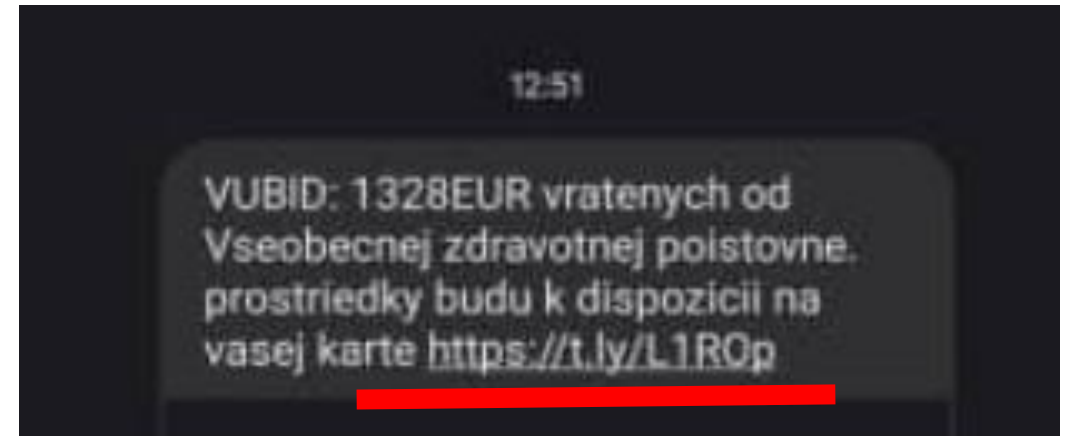 12:51
VUBID: 1328EUR vratenych od
Vseobecnej zdravotnej poistovne.
prostriedky budu k dispozicii na
vasej karte https://t.ly/L1ROp